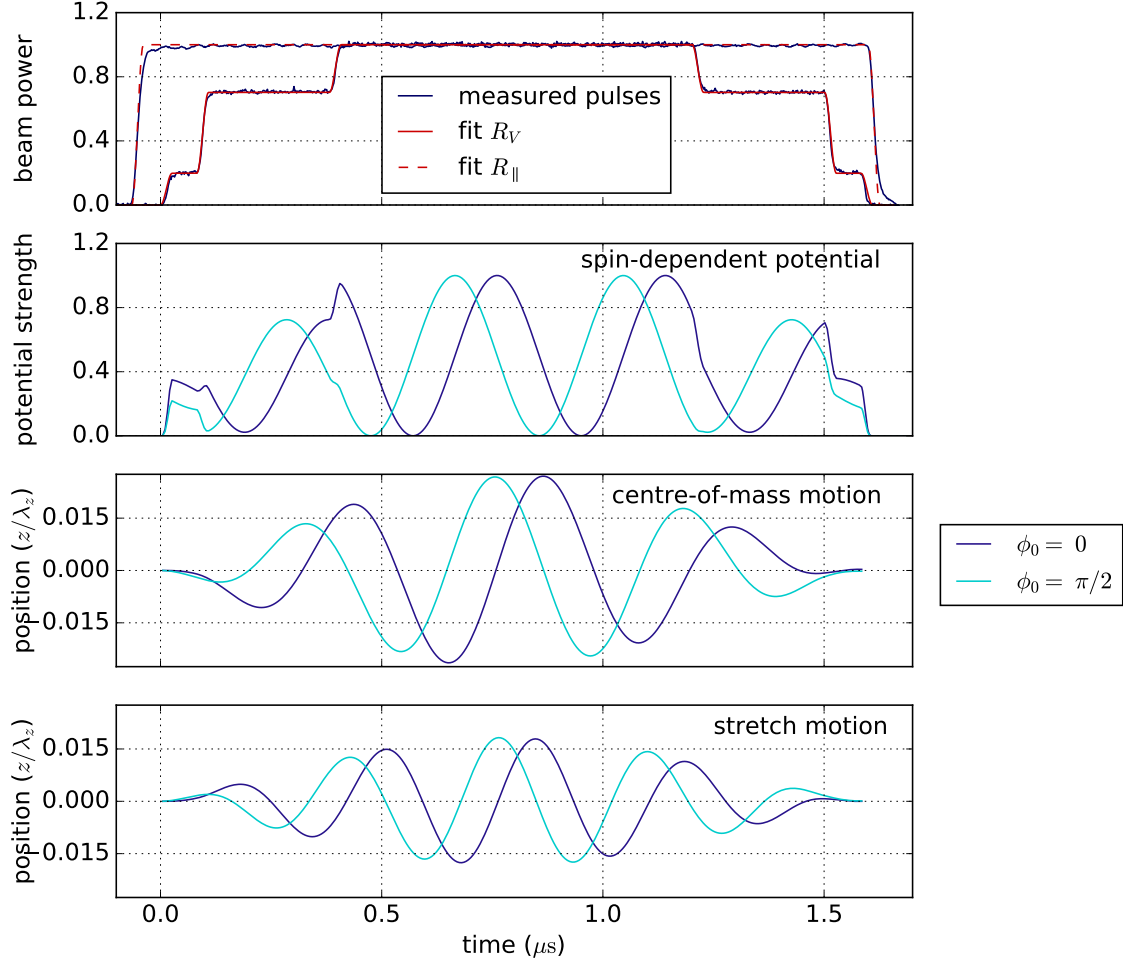 1.2
0.8
0.4
0.0
beam power
measured pulses
fit R_V
fit R_∥
1.2
0.8
0.4
0.0
potential strength
spin-dependent potential
0.015
0.000
−0.015
position (z/λ_z)
centre-of-mass motion
ϕ_0 = 0
ϕ_0 = π/2
0.015
0.000
−0.015
position (z/λ_z)
stretch motion
0.0 0.5 1.0 1.5
time (μs)